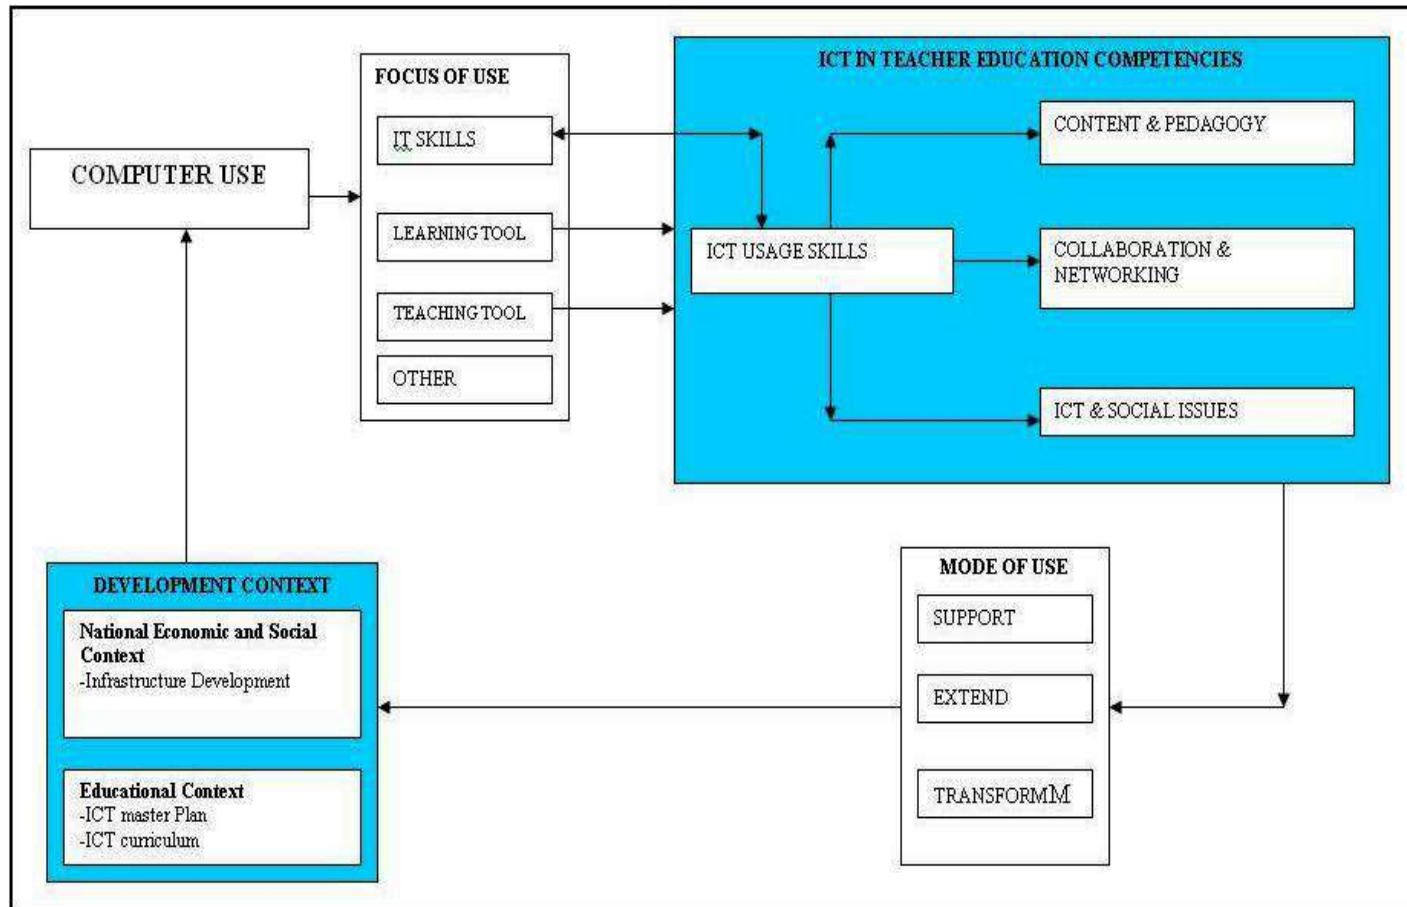 ICT IN TEACHER EDUCATION COMPETENCIES
FOCUS OF USE
IT SKILLS
CONTENT & PEDAGOGY
COMPUTER USE
LEARNING TOOL
ICT USAGE SKILLS
COLLABORATION &
NETWORKING
TEACHING TOOL
OTHER
ICT & SOCIAL ISSUES
MODE OF USE
SUPPORT
EXTEND
TRANSFORMM
DEVELOPMENT CONTEXT
National Economic and Social
Context
-Infrastructure Development
Educational Context
-ICT master Plan
-ICT curriculum